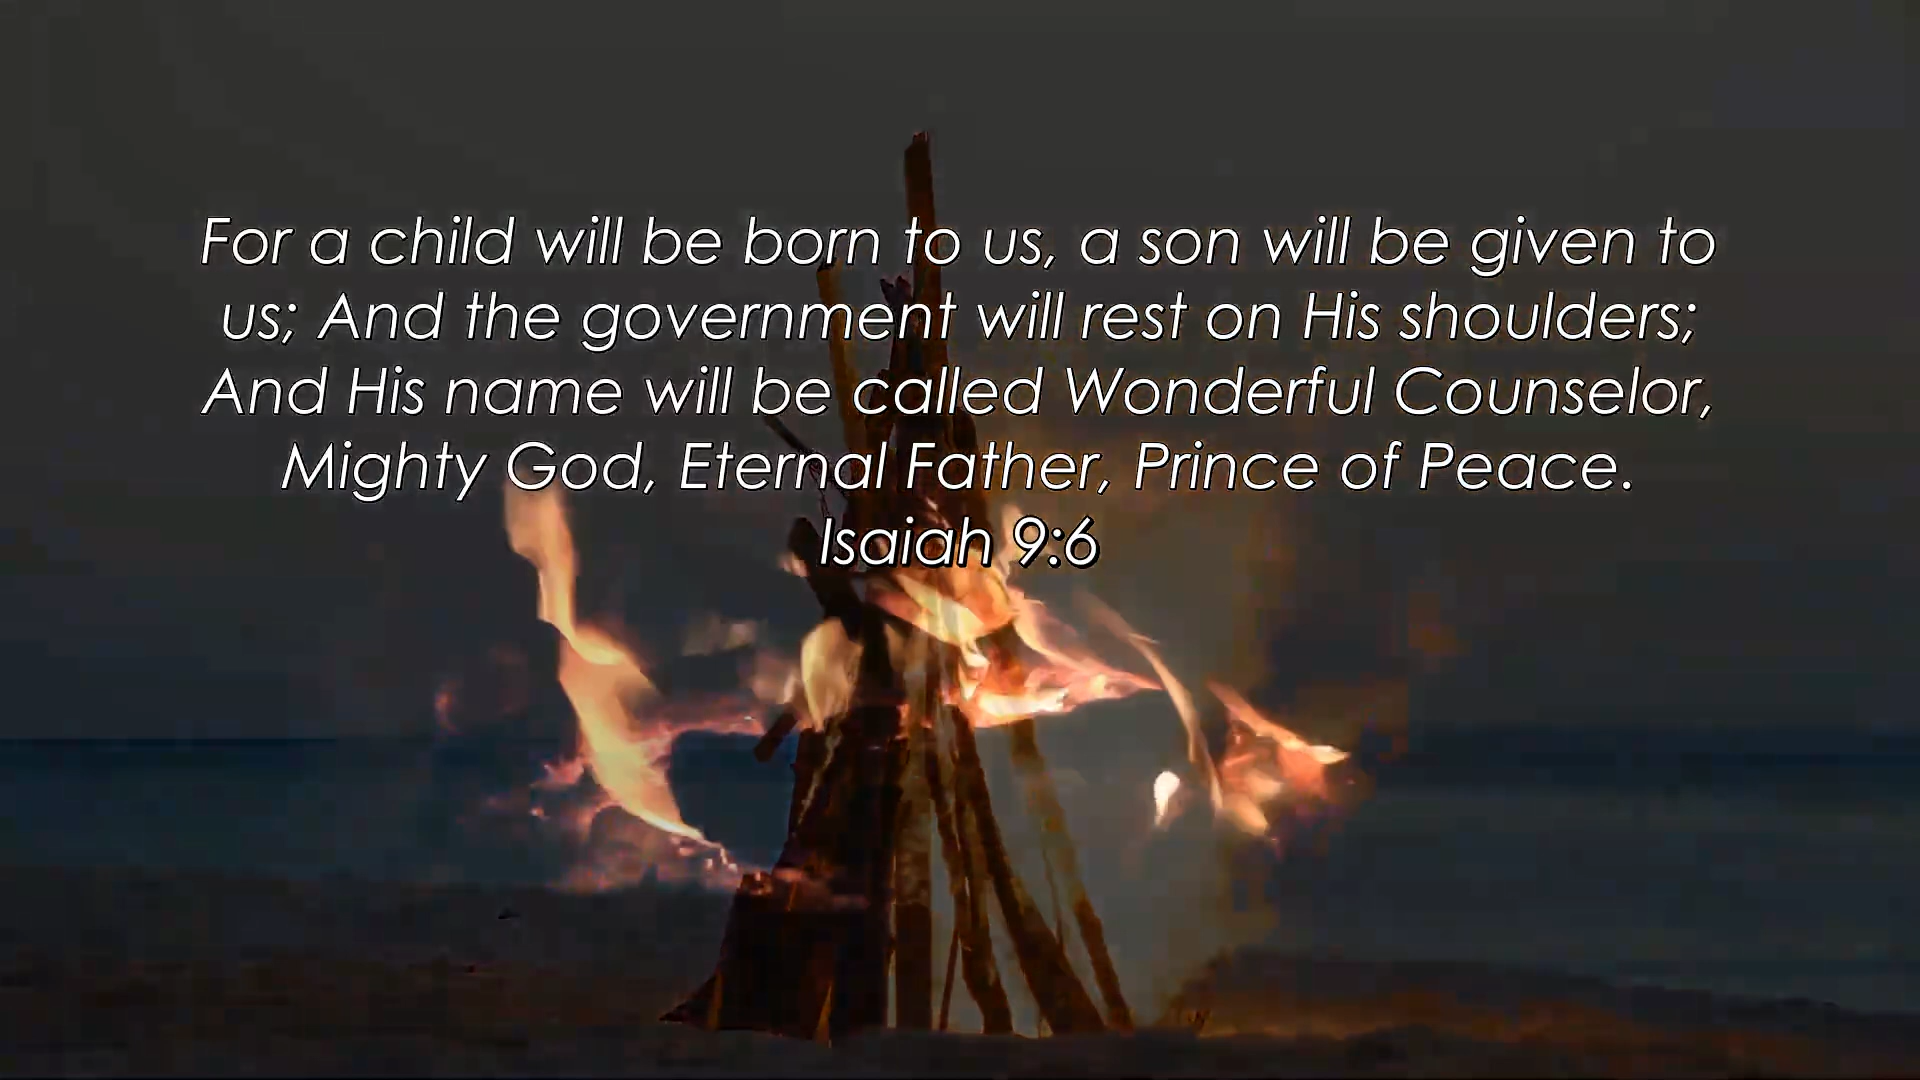 For a child will be born to us, a son will be given to
us; And the government will rest on His shoulders;
And His name will be called Wonderful Counselor,
Mighty God, Eternal Father, Prince of Peace.
Isaiah 9:6